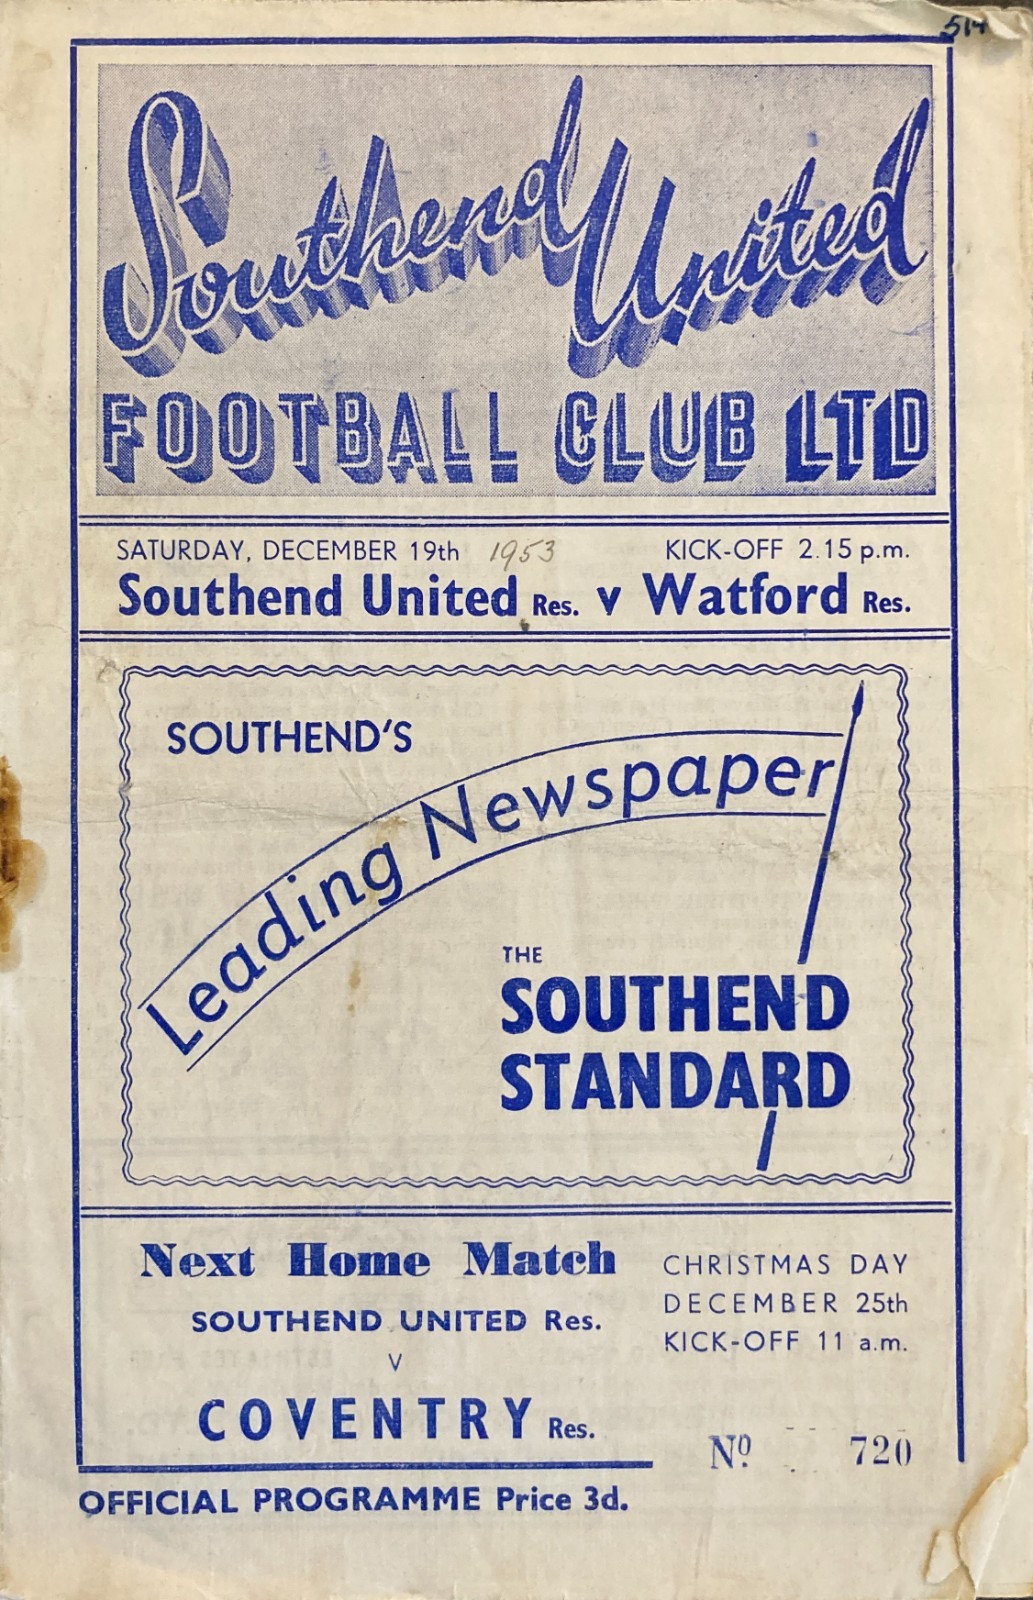 514
Southend United
FOOTBALL CLUB LTD
SATURDAY, DECEMBER 19th 1953 KICK-OFF 2.15 p.m.
Southend United Res. v Watford Res.
SOUTHEND'S
Leading Newspaper
THE
SOUTHEND
STANDARD
Next Home Match
SOUTHEND UNITED Res.
V
COVENTRY Res.
CHRISTMAS DAY
DECEMBER 25th
KICK-OFF 11 a.m.
Nº 720
OFFICIAL PROGRAMME Price 3d.